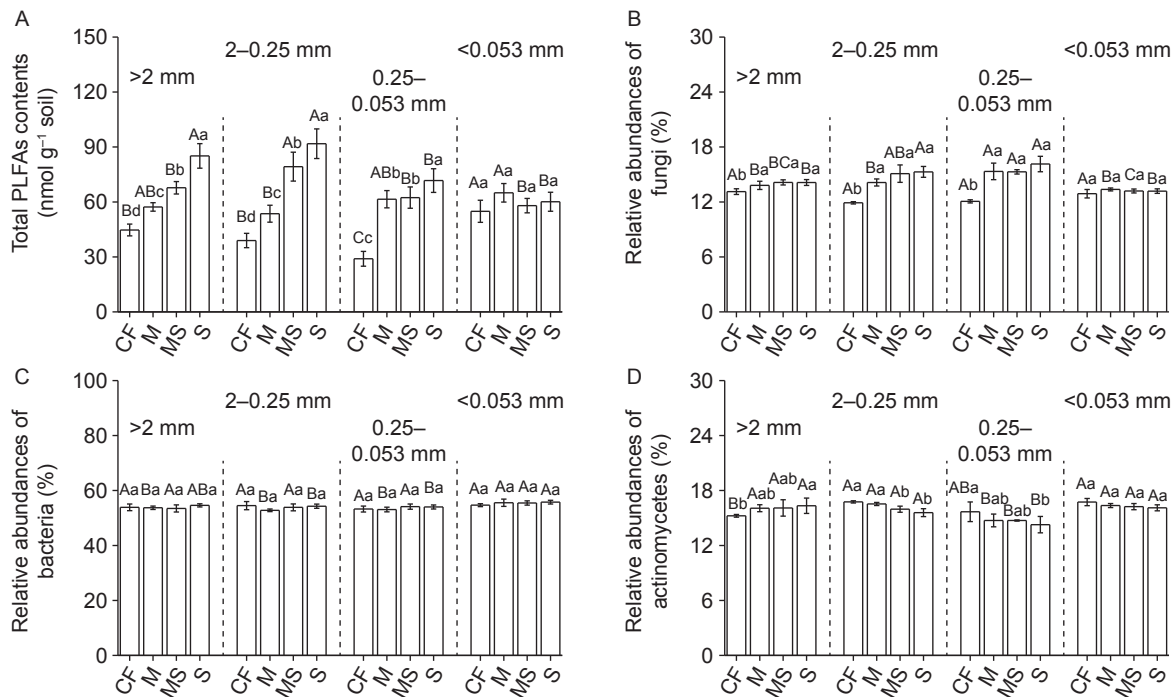 A
Total PLFAs contents
(nmol g⁻¹ soil)
150
120
90
60
30
0
>2 mm
2–0.25 mm
0.25–
0.053 mm
<0.053 mm
Bd ABc Bb Aa
Bd Bc Ab Aa
Cc ABb Bb Ba
Aa Aa Ba Ba
CF M MS S CF M MS S CF M MS S CF M MS S
B
Relative abundances of
fungi (%)
30
24
18
12
6
0
>2 mm
2–0.25 mm
0.25–
0.053 mm
<0.053 mm
Ab Ba BCa Ba
Ab Ba ABa Aa
Ab Aa Aa Aa
Aa Ba Ca Ba
CF M MS S CF M MS S CF M MS S CF M MS S
C
Relative abundances of
bacteria (%)
100
80
60
40
20
0
>2 mm
2–0.25 mm
0.25–
0.053 mm
<0.053 mm
Aa Ba Aa ABa
Aa Ba Aa Ba
Aa Ba Aa Ba
Aa Aa Aa Aa
CF M MS S CF M MS S CF M MS S CF M MS S
D
Relative abundances of
actinomycetes (%)
30
24
18
12
6
0
>2 mm
2–0.25 mm
0.25–
0.053 mm
<0.053 mm
Bb Aab Aab Aa
Aa Aa Ab Ab
ABa Bab Bab Bb
Aa Aa Aa Aa
CF M MS S CF M MS S CF M MS S CF M MS S